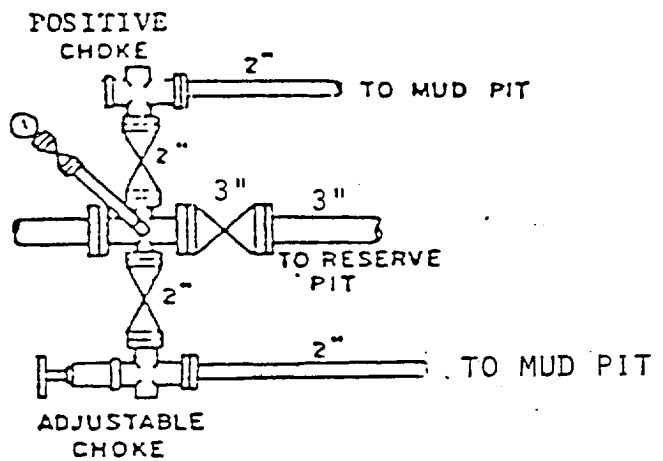 POSITIVE
CHOKE
2"
TO MUD PIT
2"
3"
3"
TO RESERVE
PIT
2"
2"
TO MUD PIT
ADJUSTABLE
CHOKE